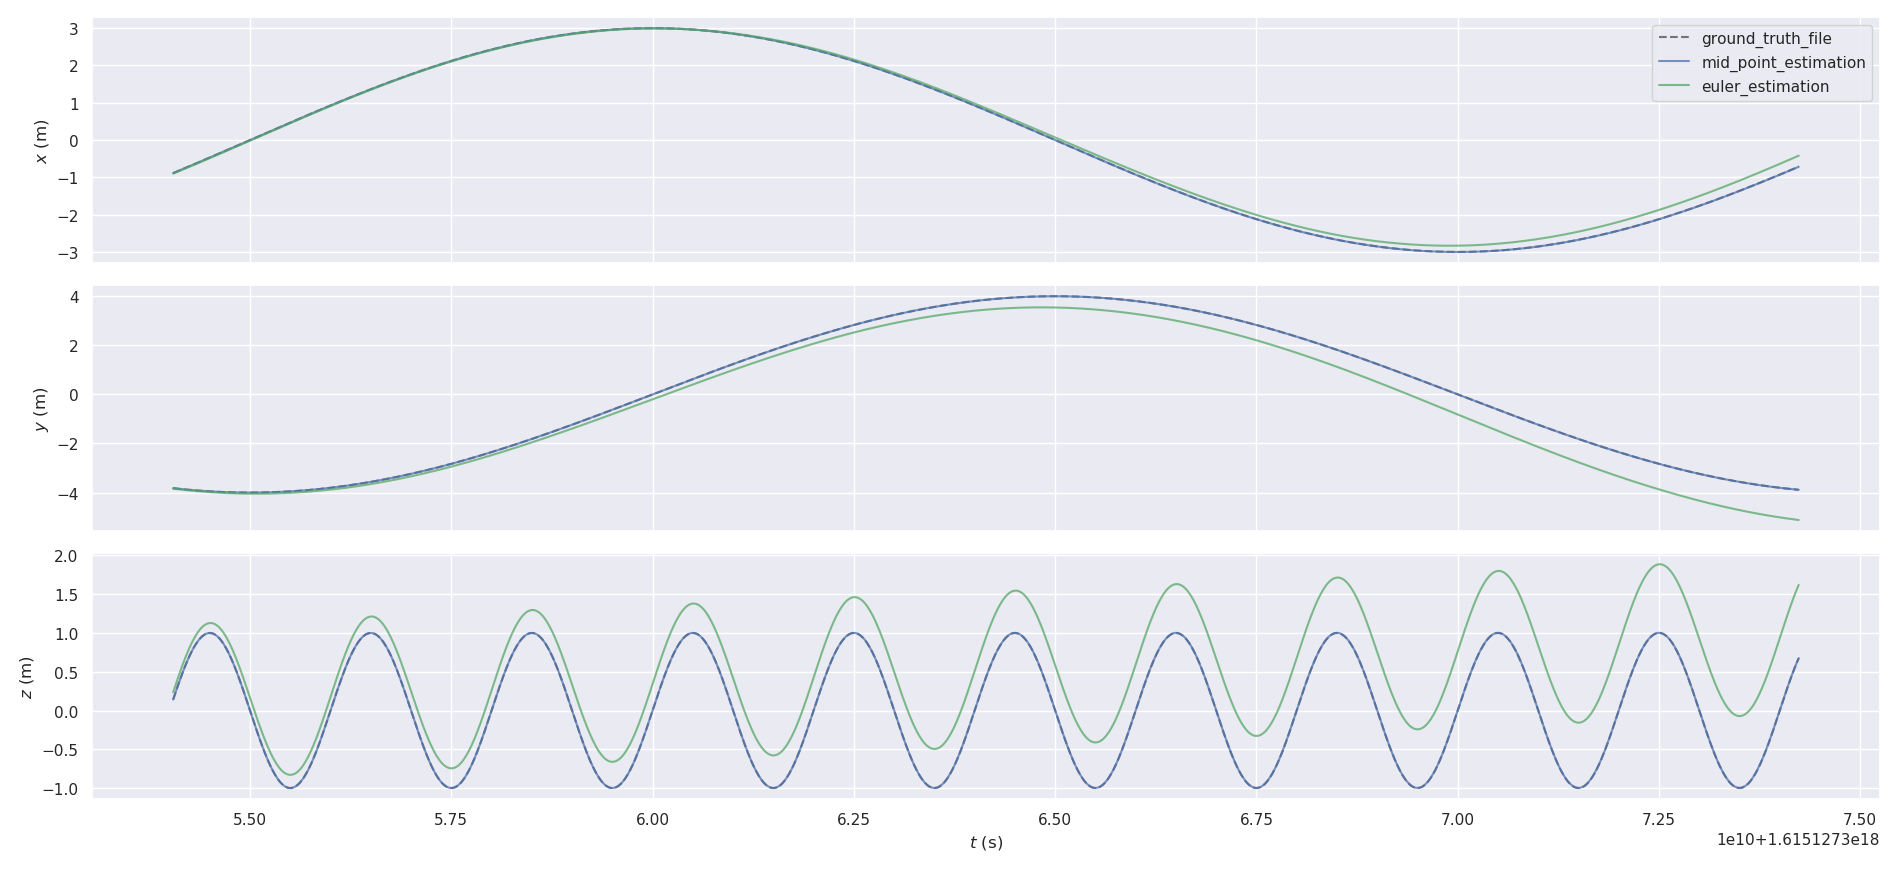 3
2
1
0
−1
−2
−3
x (m)
ground_truth_file
mid_point_estimation
euler_estimation
4
2
0
−2
−4
y (m)
2.0
1.5
1.0
0.5
0.0
−0.5
−1.0
z (m)
5.50 5.75 6.00 6.25 6.50 6.75 7.00 7.25 7.50
t (s)
1e10+1.6151273e18